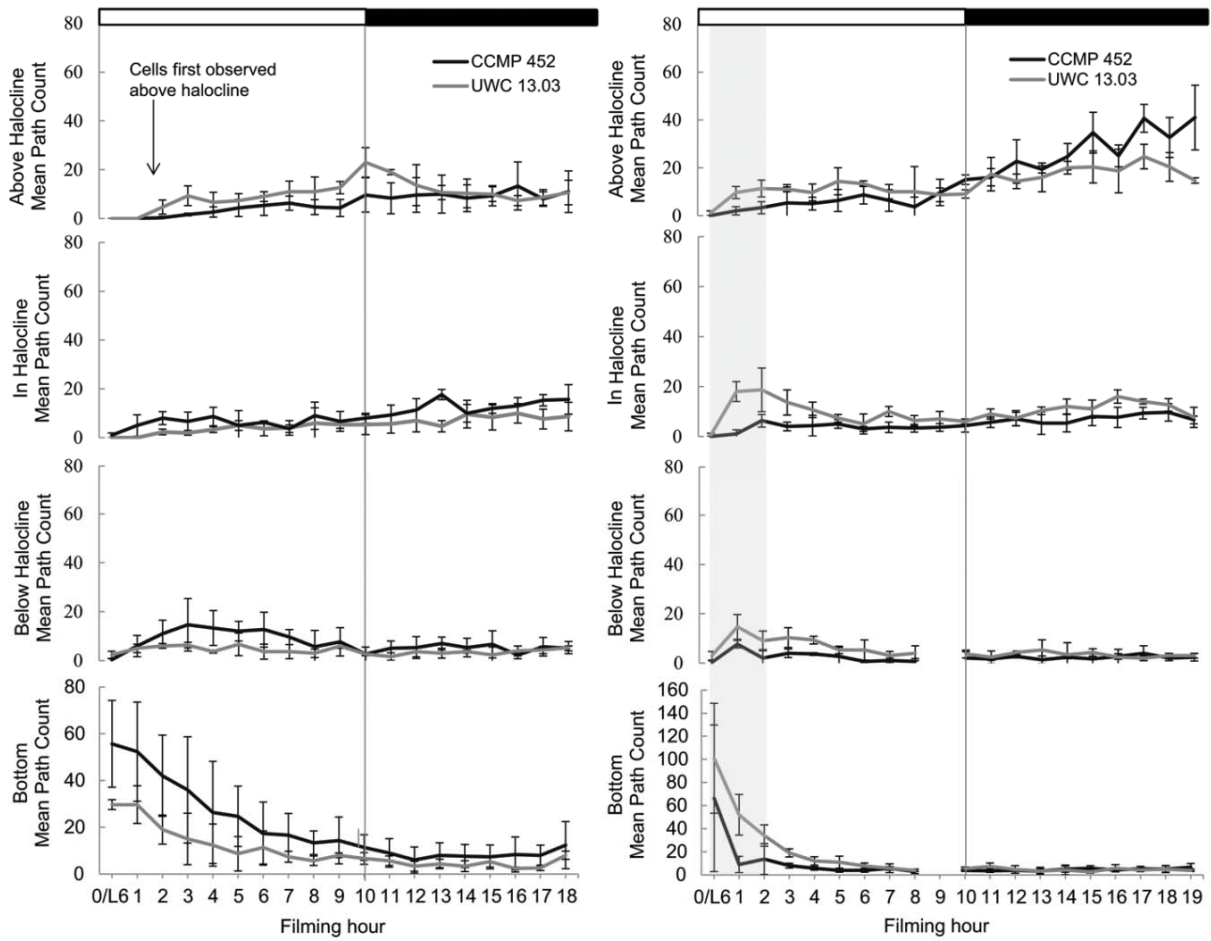 80
60
40
20
0
Above Halocline
Mean Path Count
Cells first observed
above halocline
CCMP 452
UWC 13.03
80
60
40
20
0
In Halocline
Mean Path Count
80
60
40
20
0
Below Halocline
Mean Path Count
80
60
40
20
0
Bottom
Mean Path Count
0/L6 1 2 3 4 5 6 7 8 9 10 11 12 13 14 15 16 17 18
Filming hour
80
60
40
20
0
Above Halocline
Mean Path Count
CCMP 452
UWC 13.03
80
60
40
20
0
In Halocline
Mean Path Count
80
60
40
20
0
Below Halocline
Mean Path Count
160
140
120
100
80
60
40
20
0
Bottom
Mean Path Count
0/L6 1 2 3 4 5 6 7 8 9 10 11 12 13 14 15 16 17 18 19
Filming hour